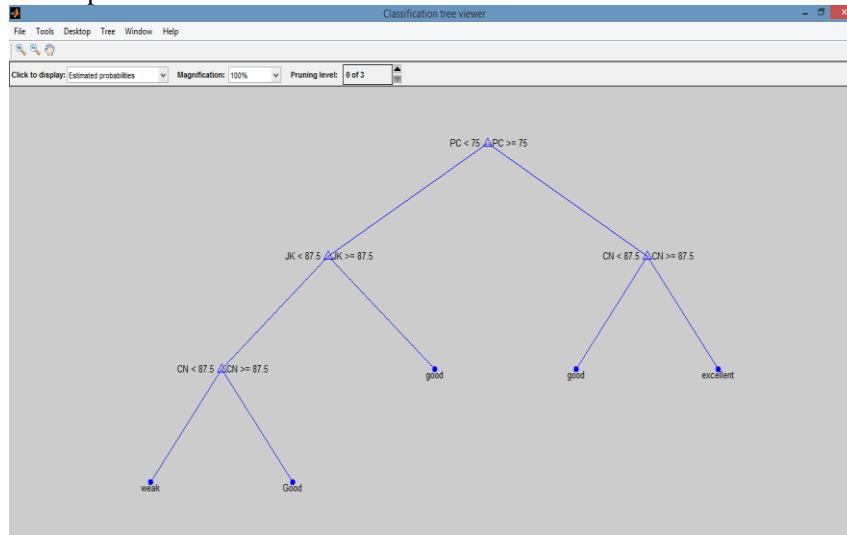 Classification tree viewer
File Tools Desktop Tree Window Help
Click to display: Estimated probabilities Magnification: 100% Pruning level: 0 of 3
PC < 75 PC >= 75
JK < 87.5 JK >= 87.5 CN < 87.5 CN >= 87.5
CN < 87.5 CN >= 87.5 good good excellent
weak Good